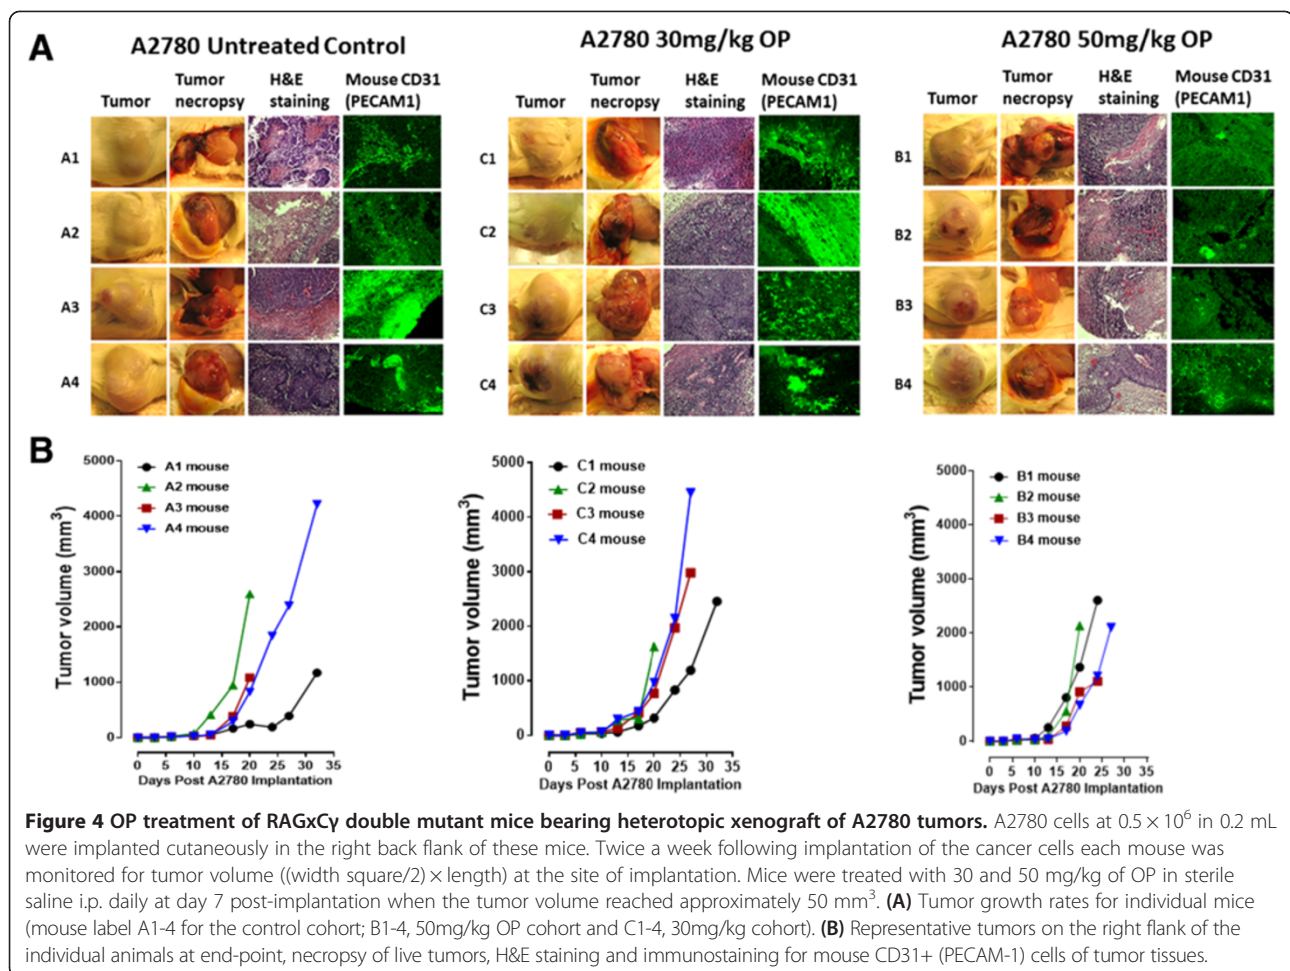 A
A2780 Untreated Control
A2780 30mg/kg OP
A2780 50mg/kg OP
Tumor
Tumor necropsy
H&E staining
Mouse CD31 (PECAM1)
Tumor
Tumor necropsy
H&E staining
Mouse CD31 (PECAM1)
Tumor
Tumor necropsy
H&E staining
Mouse CD31 (PECAM1)
A1
A2
A3
A4
C1
C2
C3
C4
B1
B2
B3
B4
B
Tumor volume (mm³)
5000
4000
3000
2000
1000
0
A1 mouse
A2 mouse
A3 mouse
A4 mouse
0 5 10 15 20 25 30 35
Days Post A2780 Implantation
Tumor volume (mm³)
5000
4000
3000
2000
1000
0
C1 mouse
C2 mouse
C3 mouse
C4 mouse
0 5 10 15 20 25 30 35
Days Post A2780 Implantation
Tumor volume (mm³)
5000
4000
3000
2000
1000
0
B1 mouse
B2 mouse
B3 mouse
B4 mouse
0 5 10 15 20 25 30 35
Days Post A2780 Implantation
Figure 4 OP treatment of RAGxCγ double mutant mice bearing heterotopic xenograft of A2780 tumors. A2780 cells at 0.5 × 10⁶ in 0.2 mL
were implanted cutaneously in the right back flank of these mice. Twice a week following implantation of the cancer cells each mouse was
monitored for tumor volume ((width square/2) × length) at the site of implantation. Mice were treated with 30 and 50 mg/kg of OP in sterile
saline i.p. daily at day 7 post-implantation when the tumor volume reached approximately 50 mm³. (A) Tumor growth rates for individual mice
(mouse label A1-4 for the control cohort; B1-4, 50mg/kg OP cohort and C1-4, 30mg/kg cohort). (B) Representative tumors on the right flank of the
individual animals at end-point, necropsy of live tumors, H&E staining and immunostaining for mouse CD31+ (PECAM-1) cells of tumor tissues.